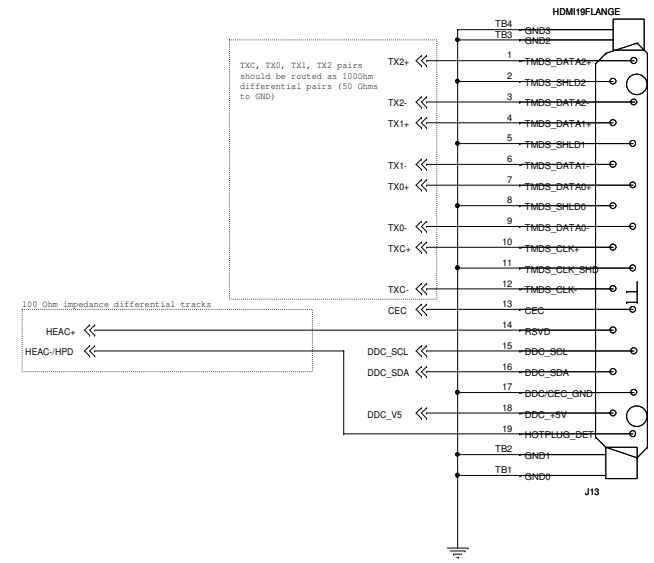 HDMI19FLANGE
TB4 GND3
TB3 GND2
TXC, TX0, TX1, TX2 pairs
should be routed as 100Ohm
differential pairs (50 Ohms
to GND)
TX2+ 1 TMDS_DATA2+
2 TMDS_SHLD2
TX2- 3 TMDS_DATA2-
TX1+ 4 TMDS_DATA1+
5 TMDS_SHLD1
TX1- 6 TMDS_DATA1-
TX0+ 7 TMDS_DATA0+
8 TMDS_SHLD0
TX0- 9 TMDS_DATA0-
TXC+ 10 TMDS_CLK+
11 TMDS_CLK_SHD
TXC- 12 TMDS_CLK-
100 Ohm impedance differential tracks
CEC 13 CEC
HEAC+ 14 RSVD
HEAC-/HPD DDC_SCL 15 DDC_SCL
DDC_SDA 16 DDC_SDA
17 DDC/CEC_GND
DDC_V5 18 DDC_+5V
19 HOTPLUG_DET
TB2 GND1
TB1 GND0
J13